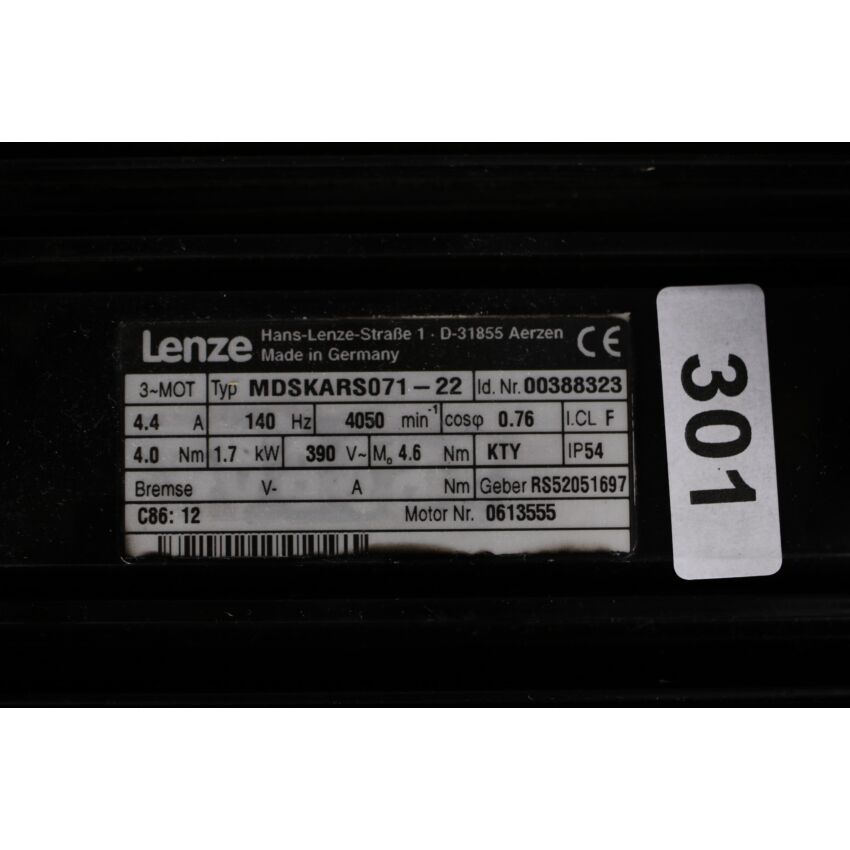 Lenze Hans-Lenze-Straße 1 · D-31855 Aerzen
Made in Germany CE
3~MOT Typ MDSKARS071-22 Id. Nr. 00388323
4.4 A 140 Hz 4050 min⁻¹ cosφ 0.76 I.CL F
4.0 Nm 1.7 kW 390 V~ M₀ 4.6 Nm KTY IP54
Bremse V- A Nm Geber RS52051697
C86: 12 Motor Nr. 0613555
301